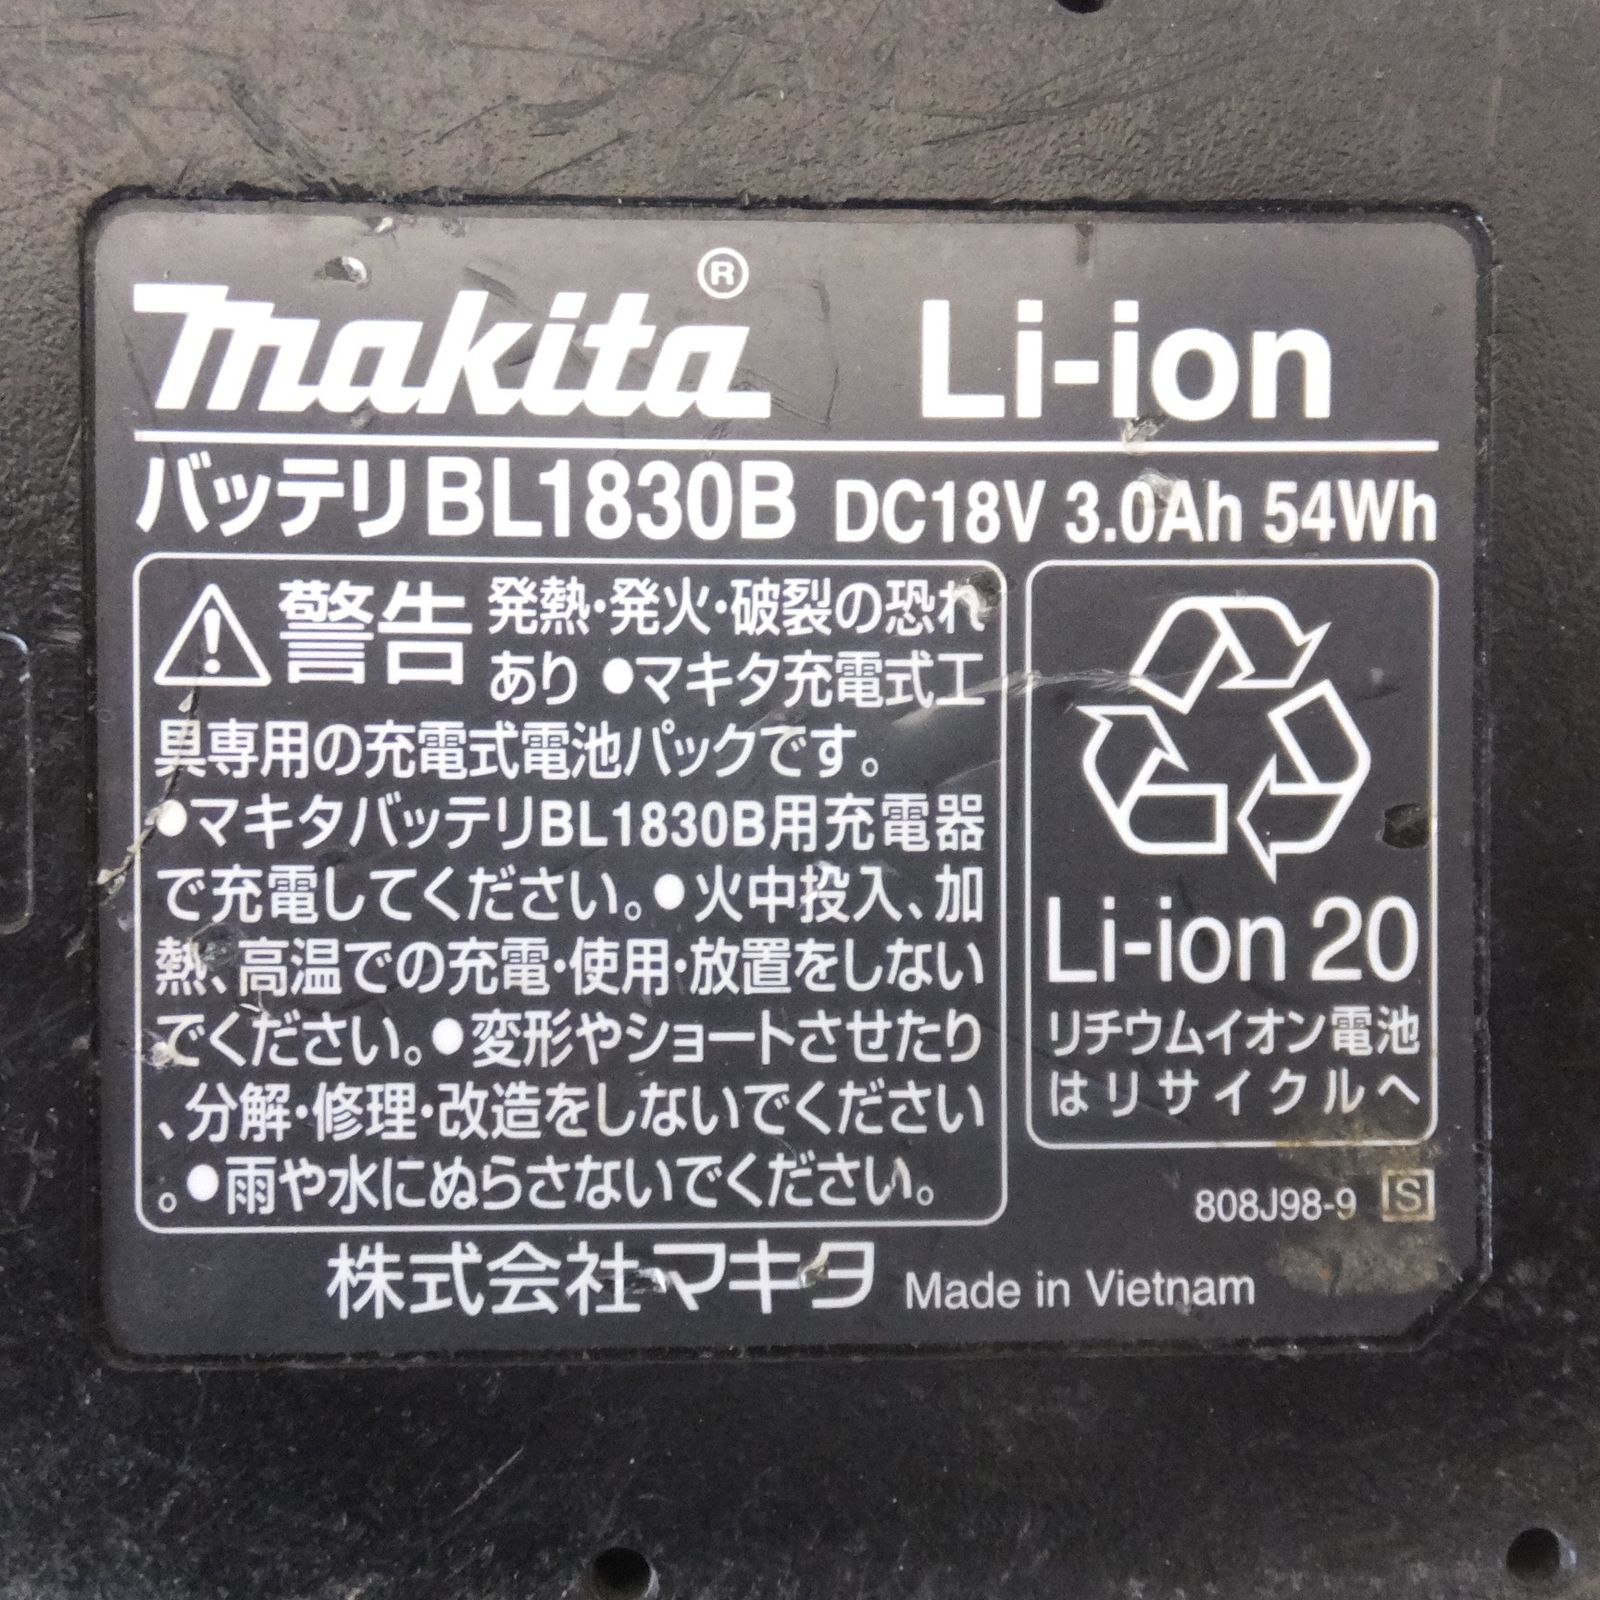 makita® Li-ion
バッテリBL1830B DC18V 3.0Ah 54Wh
警告 発熱・発火・破裂の恐れ
あり ●マキタ充電式工
具専用の充電式電池パックです。
●マキタバッテリBL1830B用充電器
で充電してください。●火中投入、加
熱、高温での充電・使用・放置をしない
でください。●変形やショートさせたり
、分解・修理・改造をしないでください
。●雨や水にぬらさないでください。
Li-ion 20
リチウムイオン電池
はリサイクルへ
808J98-9 S
株式会社マキタ Made in Vietnam